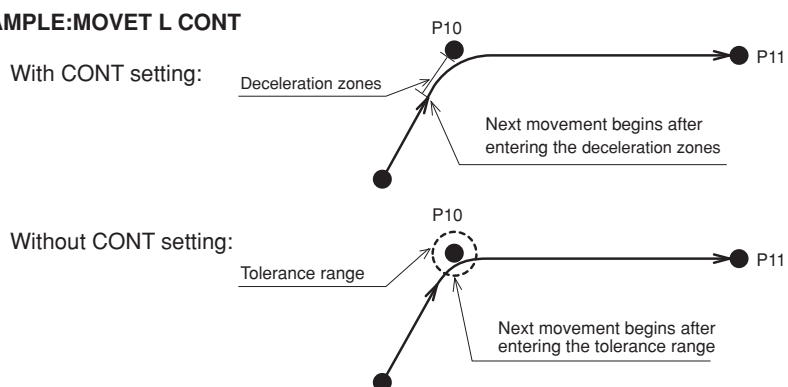 AMPLE:MOVET L CONT
With CONT setting:
P10
P11
Deceleration zones
Next movement begins after
entering the deceleration zones
Without CONT setting:
P10
P11
Tolerance range
Next movement begins after
entering the tolerance range